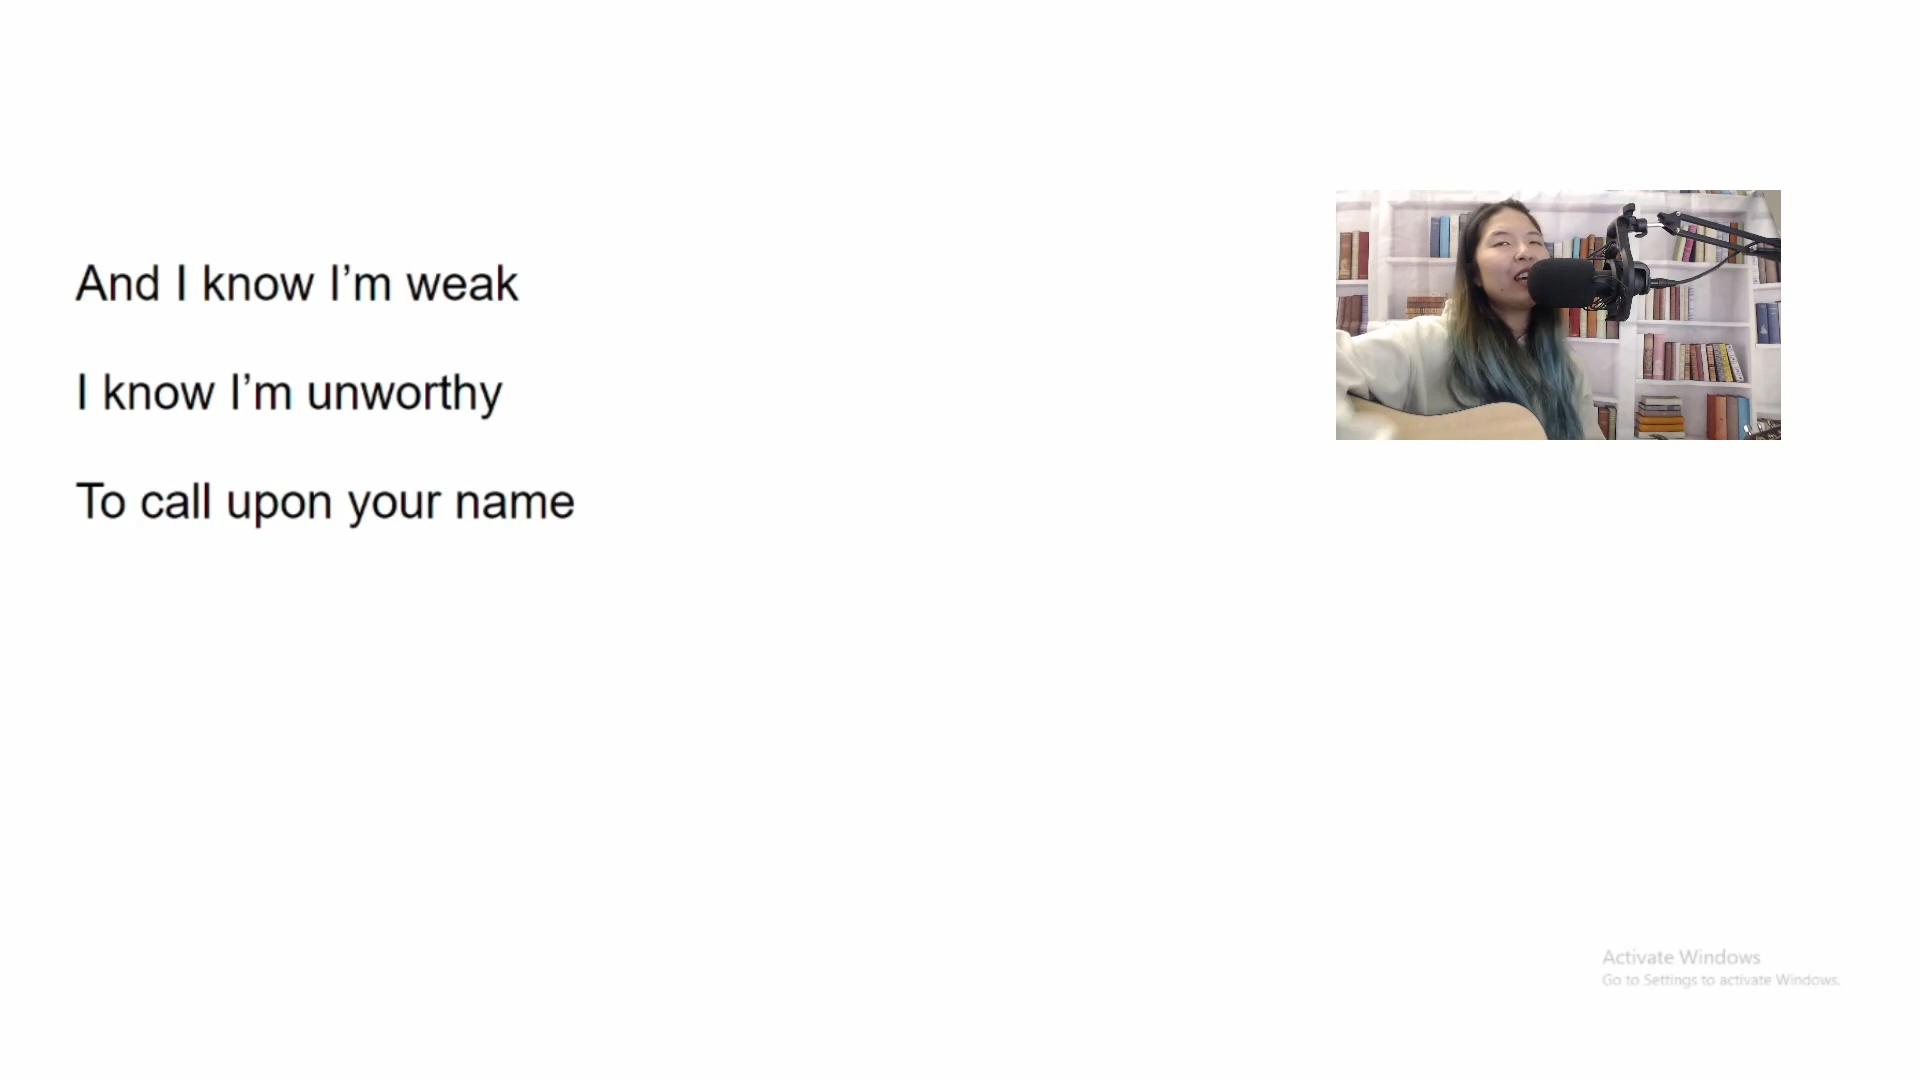 And I know I’m weak
I know I’m unworthy
To call upon your name
Activate Windows
Go to Settings to activate Windows.